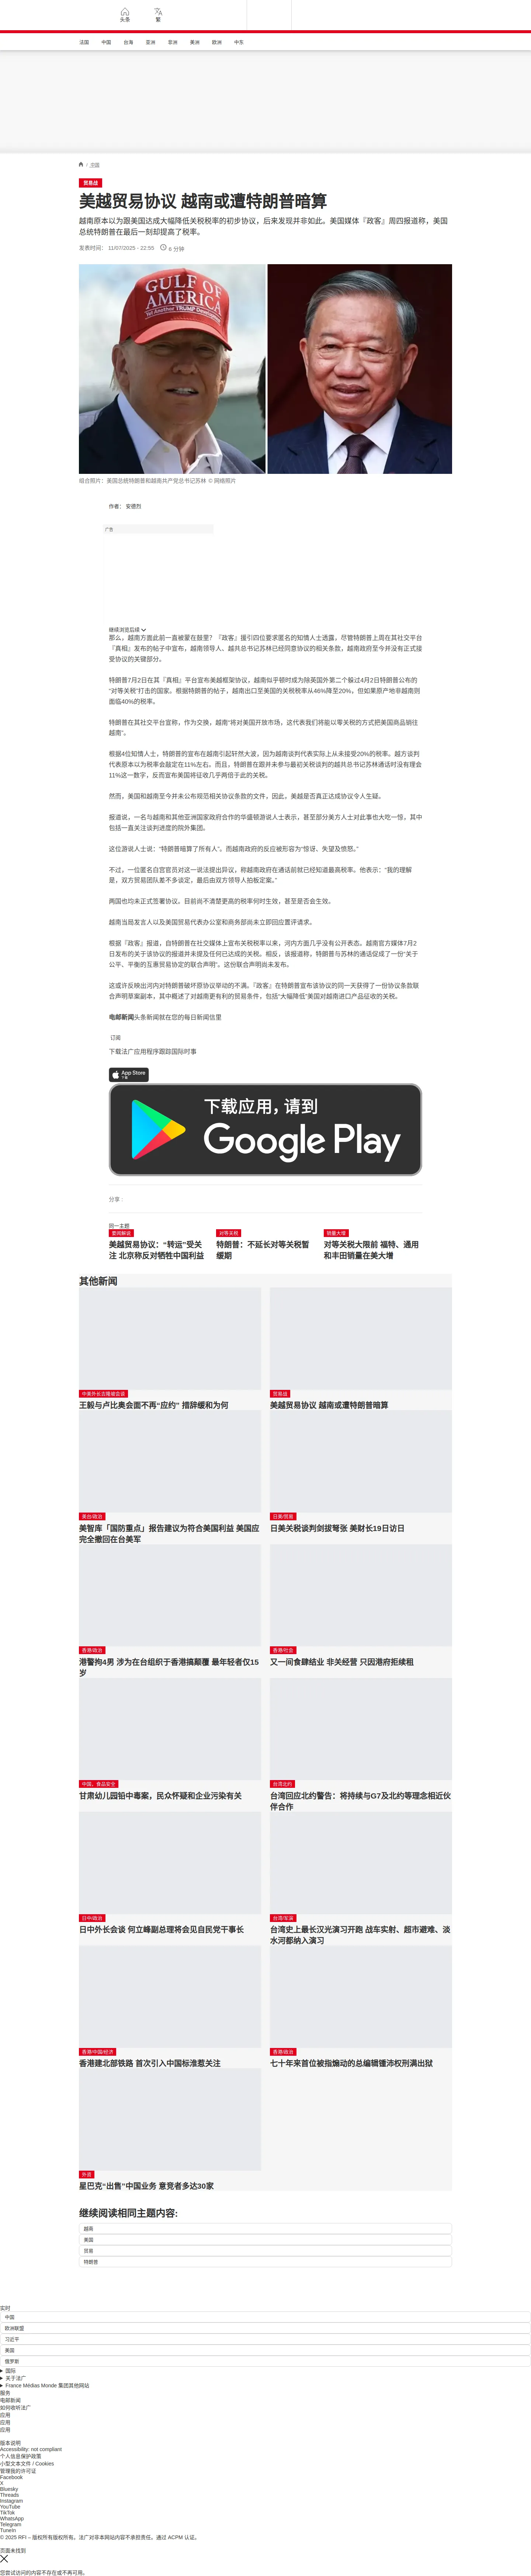 头条
繁
法国
中国
台海
亚洲
非洲
美洲
欧洲
中东
/ 中国
贸易战
美越贸易协议 越南或遭特朗普暗算
越南原本以为跟美国达成大幅降低关税税率的初步协议，后来发现并非如此。美国媒体『政客』周四报道称，美国
总统特朗普在最后一刻却提高了税率。
发表时间： 11/07/2025 - 22:55
6 分钟
GULF OF
AMERICA
Yet Another TRUMP Development
组合照片：美国总统特朗普和越南共产党总书记苏林 © 网络照片
作者： 安德烈
广告
继续浏览后续
那么，越南方面此前一直被蒙在鼓里？『政客』援引四位要求匿名的知情人士透露，尽管特朗普上周在其社交平台
『真相』发布的帖子中宣布，越南领导人、越共总书记苏林已经同意协议的相关条款，越南政府至今并没有正式接
受协议的关键部分。
特朗普7月2日在其『真相』平台宣布美越框架协议，越南似乎顿时成为除英国外第二个躲过4月2日特朗普公布的
“对等关税”打击的国家。根据特朗普的帖子，越南出口至美国的关税税率从46%降至20%，但如果原产地非越南则
面临40%的税率。
特朗普在其社交平台宣称，作为交换，越南“将对美国开放市场，这代表我们将能以零关税的方式把美国商品销往
越南”。
根据4位知情人士，特朗普的宣布在越南引起轩然大波，因为越南谈判代表实际上从未接受20%的税率。越方谈判
代表原本以为税率会敲定在11%左右。而且，特朗普在跟并未参与最初关税谈判的越共总书记苏林通话时没有理会
11%这一数字，反而宣布美国将征收几乎两倍于此的关税。
然而，美国和越南至今并未公布规范相关协议条款的文件，因此，美越是否真正达成协议令人生疑。
报道说，一名与越南和其他亚洲国家政府合作的华盛顿游说人士表示，甚至部分美方人士对此事也大吃一惊，其中
包括一直关注谈判进度的院外集团。
这位游说人士说：“特朗普暗算了所有人”。而越南政府的反应被形容为“惊讶、失望及愤怒。”
不过，一位匿名白宫官员对这一说法提出异议，称越南政府在通话前就已经知道最高税率。他表示：“我的理解
是，双方贸易团队差不多谈定，最后由双方领导人拍板定案。”
两国也均未正式签署协议。目前尚不清楚更高的税率何时生效，甚至是否会生效。
越南当局发言人以及美国贸易代表办公室和商务部尚未立即回应置评请求。
根据『政客』报道，自特朗普在社交媒体上宣布关税税率以来，河内方面几乎没有公开表态。越南官方媒体7月2
日发布的关于该协议的报道并未提及任何已达成的关税。相反，该报道称，特朗普与苏林的通话促成了一份“关于
公平、平衡的互惠贸易协定的联合声明”。这份联合声明尚未发布。
这或许反映出河内对特朗普破坏原协议举动的不满。『政客』在特朗普宣布该协议的同一天获得了一份协议条款联
合声明草案副本，其中概述了对越南更有利的贸易条件，包括“大幅降低”美国对越南进口产品征收的关税。
电邮新闻头条新闻就在您的每日新闻信里
订阅
下载法广应用程序跟踪国际时事
App Store
下载
下载应用，请到
Google Play
分享 :
同一主题
要闻解说
美越贸易协议：“转运”受关
注 北京称反对牺牲中国利益
对等关税
特朗普：不延长对等关税暂
缓期
销量大增
对等关税大限前 福特、通用
和丰田销量在美大增
其他新闻
中美外长吉隆坡会谈
王毅与卢比奥会面不再“应约” 措辞缓和为何
贸易战
美越贸易协议 越南或遭特朗普暗算
美台/政治
美智库「国防重点」报告建议为符合美国利益 美国应
完全撤回在台美军
日美/贸易
日美关税谈判剑拔弩张 美财长19日访日
香港/政治
港警拘4男 涉为在台组织于香港搞颠覆 最年轻者仅15
岁
香港/社会
又一间食肆结业 非关经营 只因港府拒续租
中国，食品安全
甘肃幼儿园铅中毒案，民众怀疑和企业污染有关
台湾北约
台湾回应北约警告：将持续与G7及北约等理念相近伙
伴合作
日中/政治
日中外长会谈 何立峰副总理将会见自民党干事长
台湾/军演
台湾史上最长汉光演习开跑 战车实射、超市避难、淡
水河都纳入演习
香港/中国/经济
香港建北部铁路 首次引入中国标准惹关注
香港/政治
七十年来首位被指煽动的总编辑锺沛权刑满出狱
外资
星巴克“出售”中国业务 意竞者多达30家
继续阅读相同主题内容:
越南
美国
贸易
特朗普
实时
中国
欧洲联盟
习近平
美国
俄罗斯
国际
关于法广
France Médias Monde 集团其他网站
服务
电邮新闻
如何收听法广
应用
应用
应用
版本说明
Accessibility: not compliant
个人信息保护政策
小型文本文件 / Cookies
管理我的许可证
Facebook
X
Bluesky
Threads
Instagram
YouTube
TikTok
WhatsApp
Telegram
TuneIn
© 2025 RFI – 版权所有版权所有。法广对非本网站内容不承担责任。通过 ACPM 认证。
页面未找到
您尝试访问的内容不存在或不再可用。